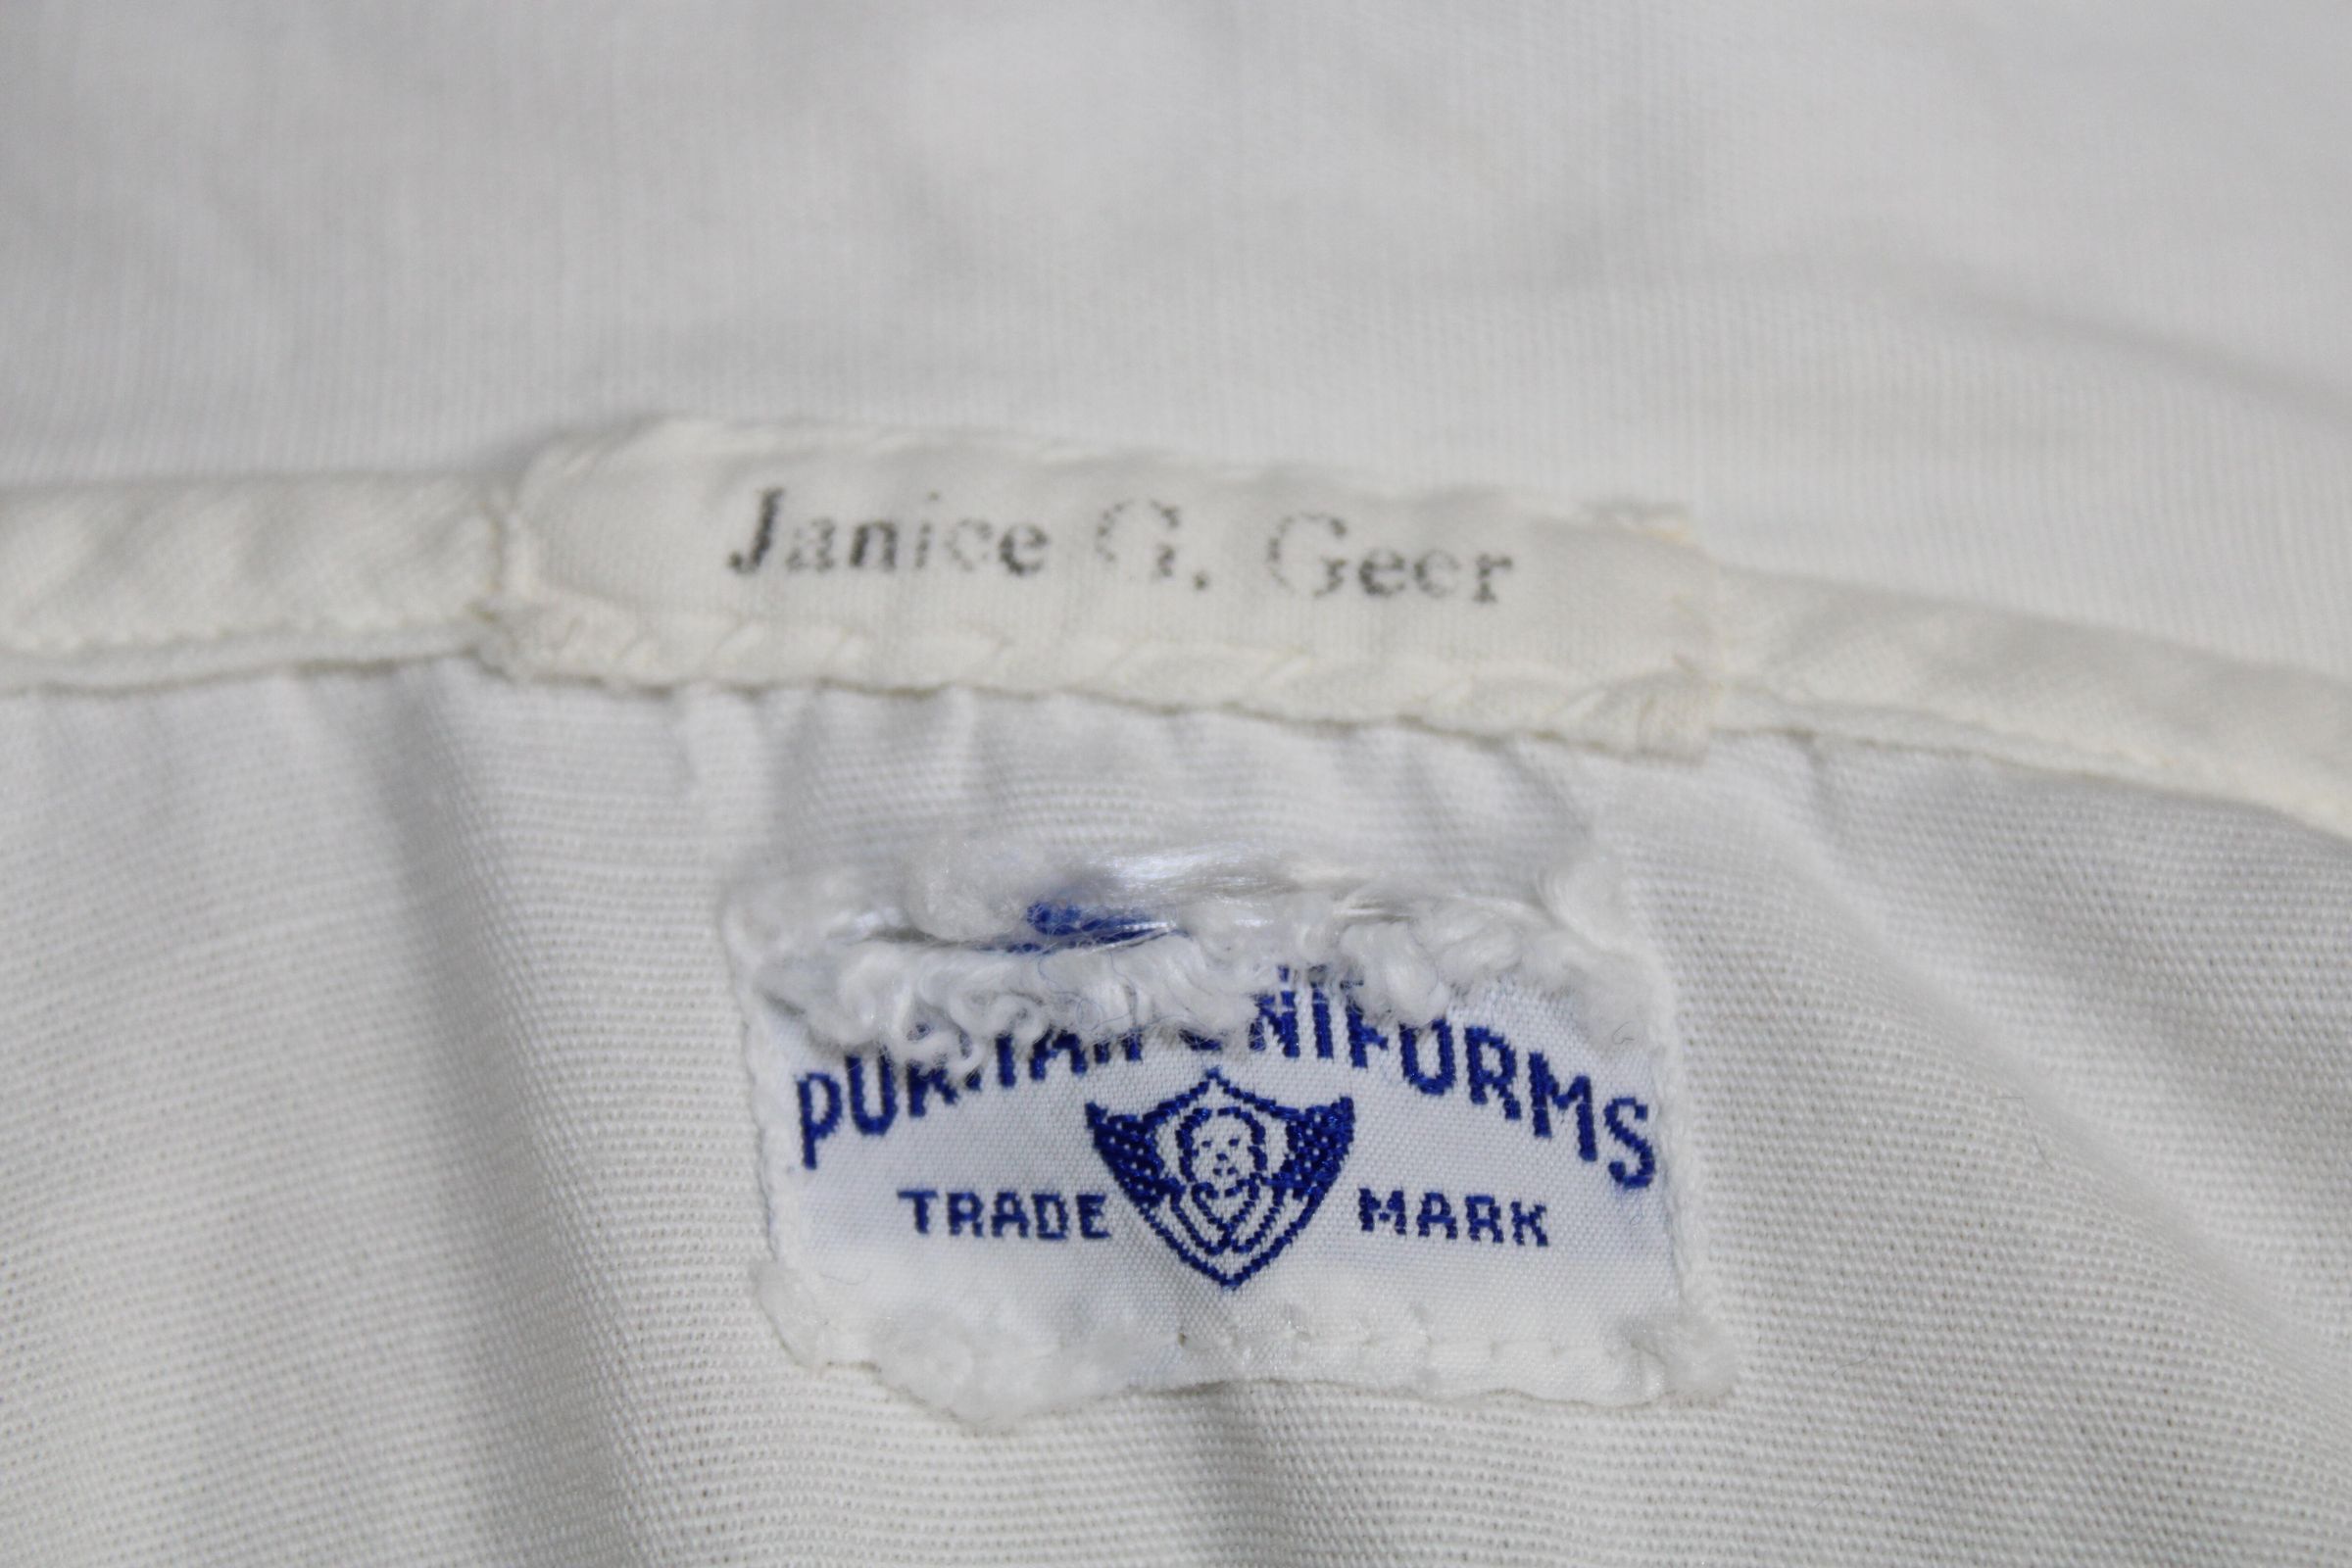 Janice G. Geer
PURITAN UNIFORMS
TRADE MARK